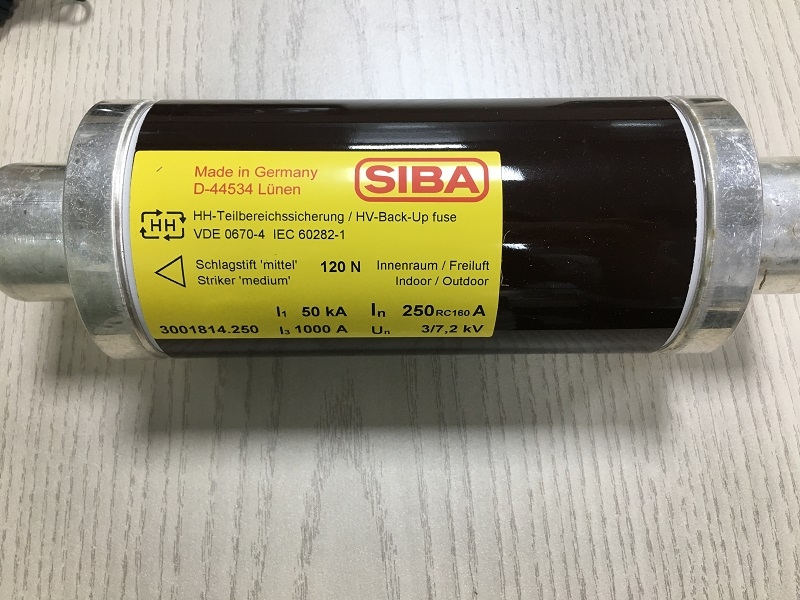 Made in Germany
D-44534 Lünen
SIBA
HH
HH-Teilbereichssicherung / HV-Back-Up fuse
VDE 0670-4 IEC 60282-1
Schlagstift 'mittel' 120 N Innenraum / Freiluft
Striker 'medium' Indoor / Outdoor
I1 50 kA In 250RC160 A
3001814.250 I3 1000 A Un 3/7,2 kV